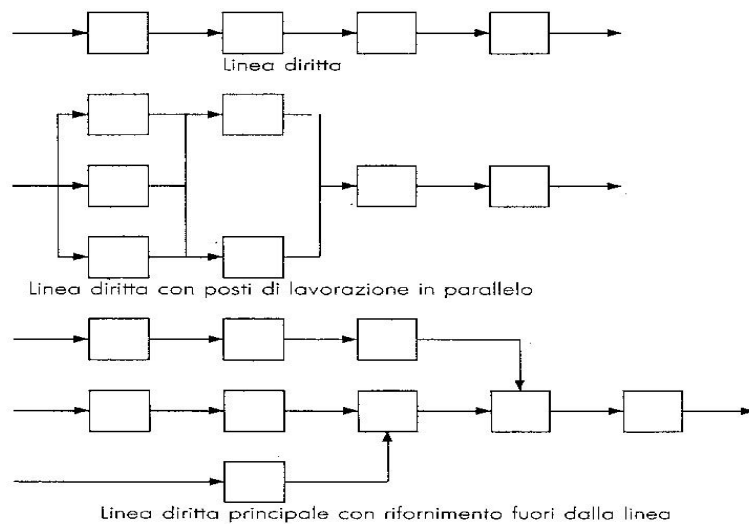 Linea diritta
Linea diritta con posti di lavorazione in parallelo
Linea diritta principale con rifornimento fuori dalla linea